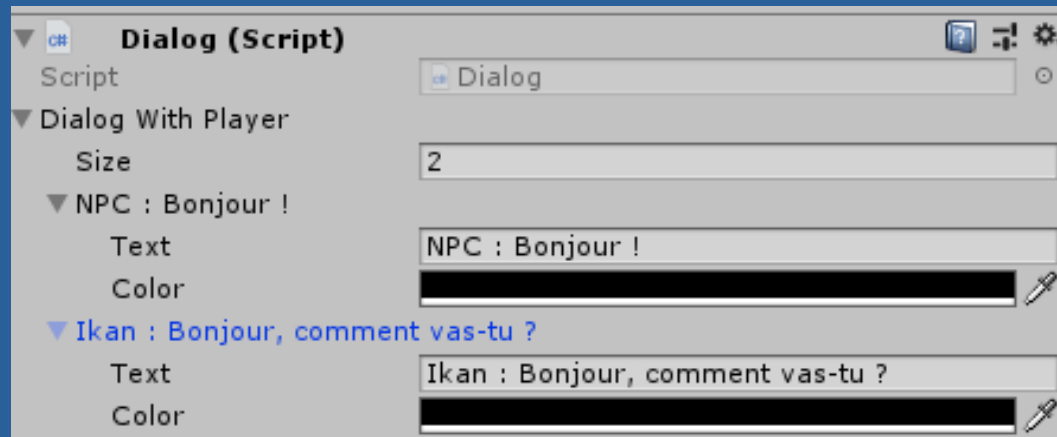 c# Dialog (Script)
Script Dialog
Dialog With Player
Size 2
NPC : Bonjour !
Text NPC : Bonjour !
Color
Ikan : Bonjour, comment vas-tu ?
Text Ikan : Bonjour, comment vas-tu ?
Color